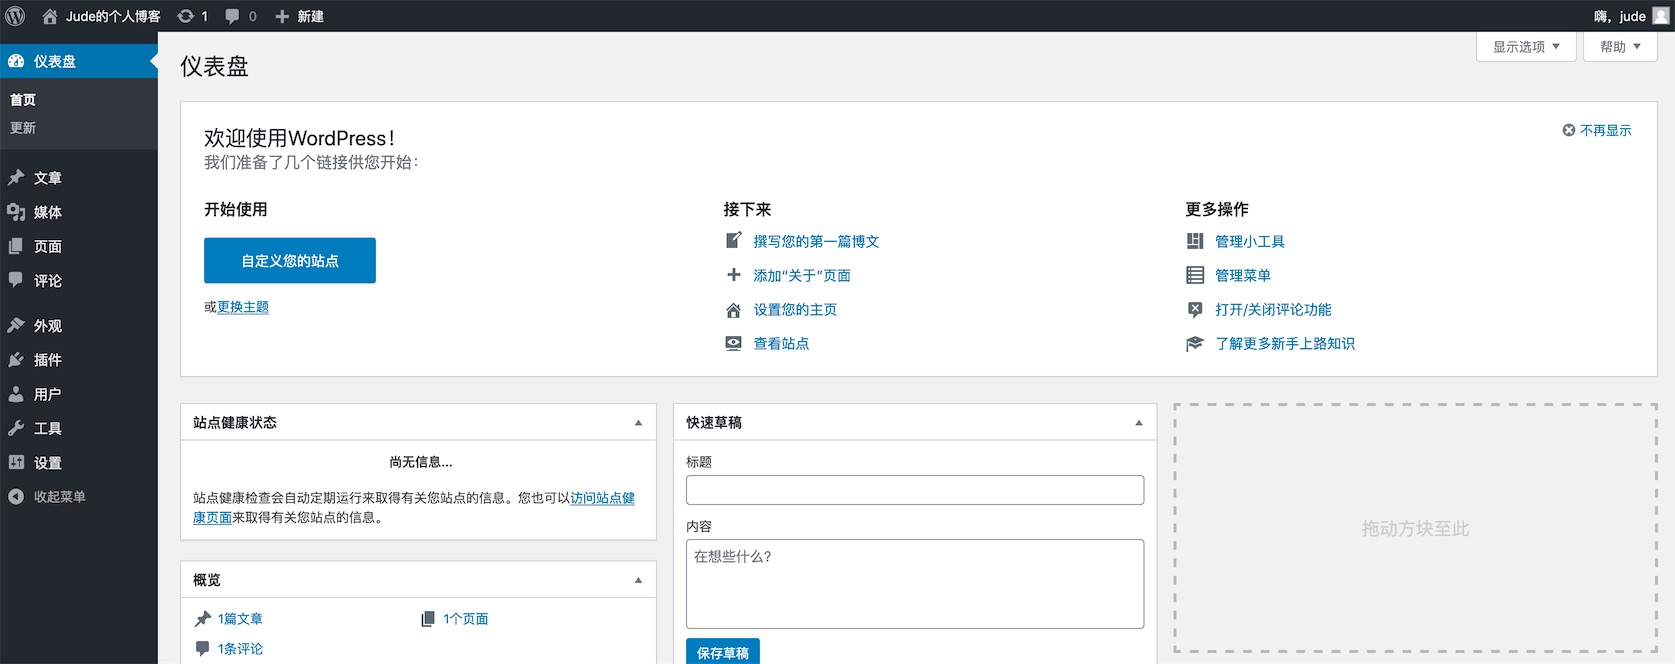 Jude的个人博客 1 0 新建 嗨，jude
仪表盘
首页
更新
文章
媒体
页面
评论
外观
插件
用户
工具
设置
收起菜单
显示选项 帮助
仪表盘
欢迎使用WordPress！
我们准备了几个链接供您开始：
不再显示
开始使用
自定义您的站点
或更换主题
接下来
撰写您的第一篇博文
添加“关于”页面
设置您的主页
查看站点
更多操作
管理小工具
管理菜单
打开/关闭评论功能
了解更多新手上路知识
站点健康状态
尚无信息…
站点健康检查会自动定期运行来取得有关您站点的信息。您也可以访问站点健
康页面来取得有关您站点的信息。
概览
1篇文章 1个页面
1条评论
快速草稿
标题
内容
在想些什么？
保存草稿
拖动方块至此